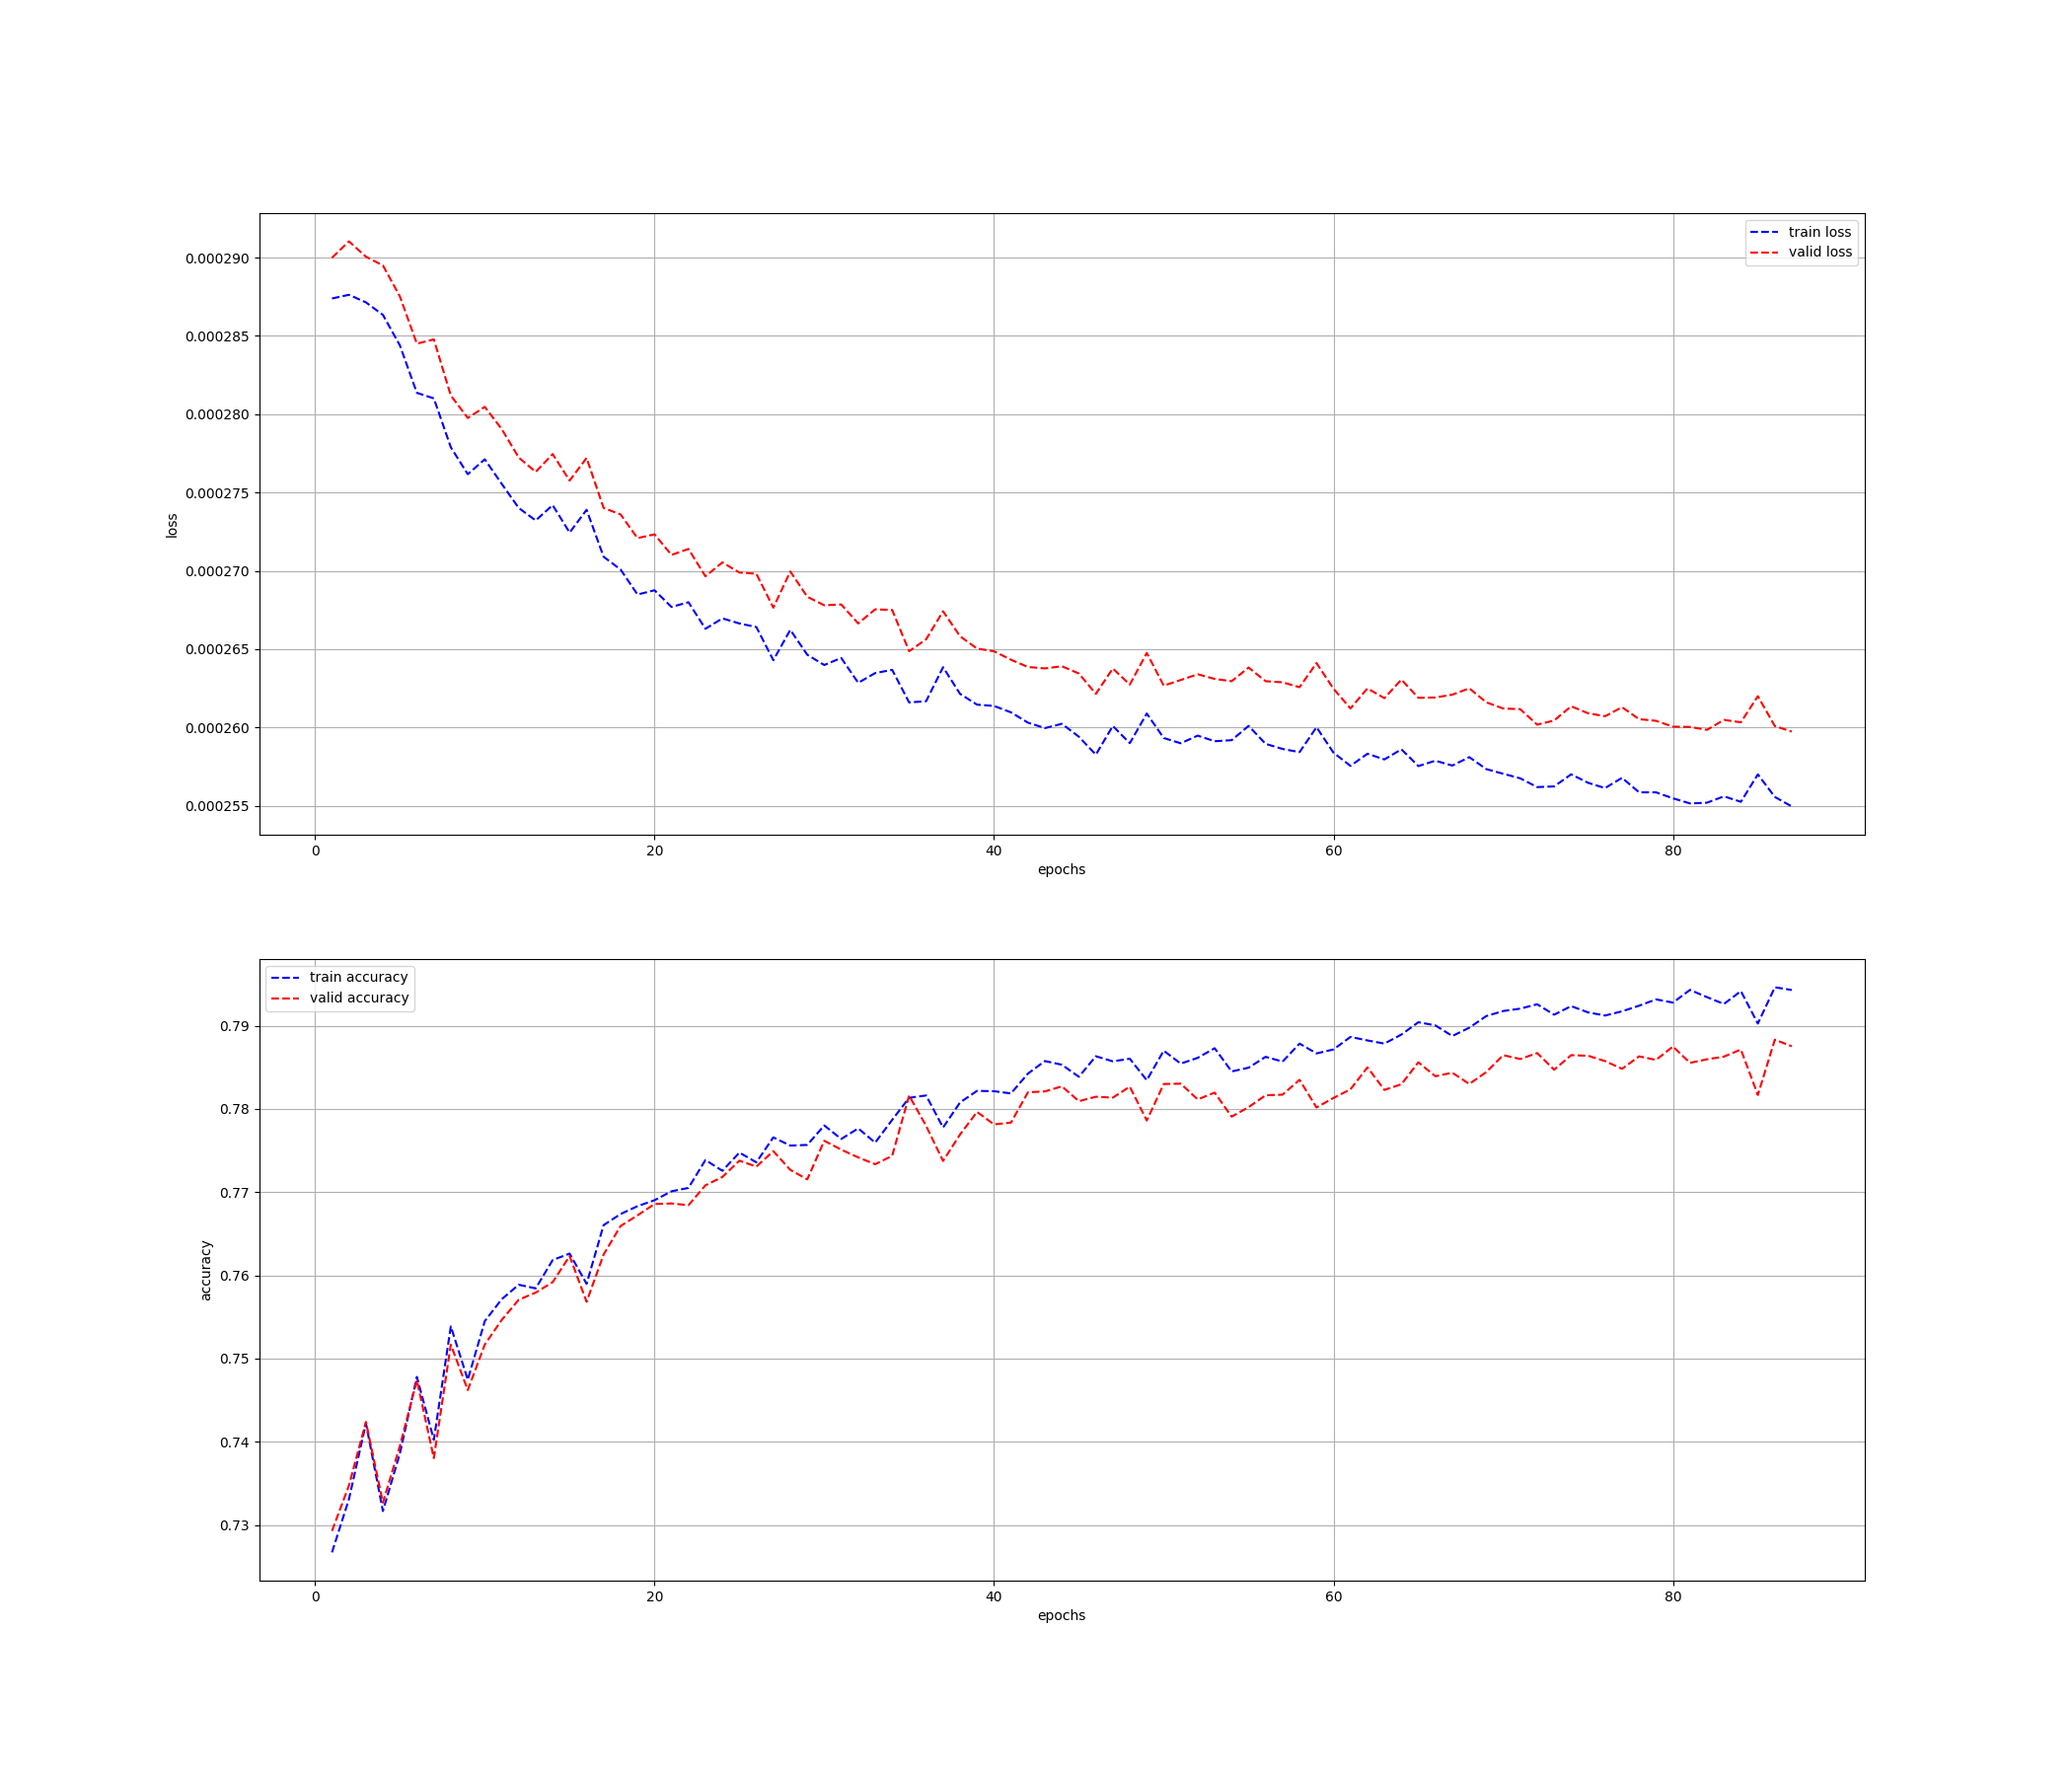 train loss
valid loss
0.000290
0.000285
0.000280
0.000275
0.000270
0.000265
0.000260
0.000255
loss
0 20 40 60 80
epochs
train accuracy
valid accuracy
0.79
0.78
0.77
0.76
0.75
0.74
0.73
accuracy
0 20 40 60 80
epochs